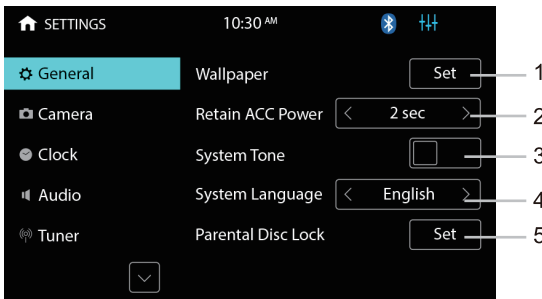 SETTINGS 10:30 AM
General Wallpaper Set 1
Camera Retain ACC Power < 2 sec > 2
Clock System Tone 3
Audio System Language < English > 4
Tuner Parental Disc Lock Set 5